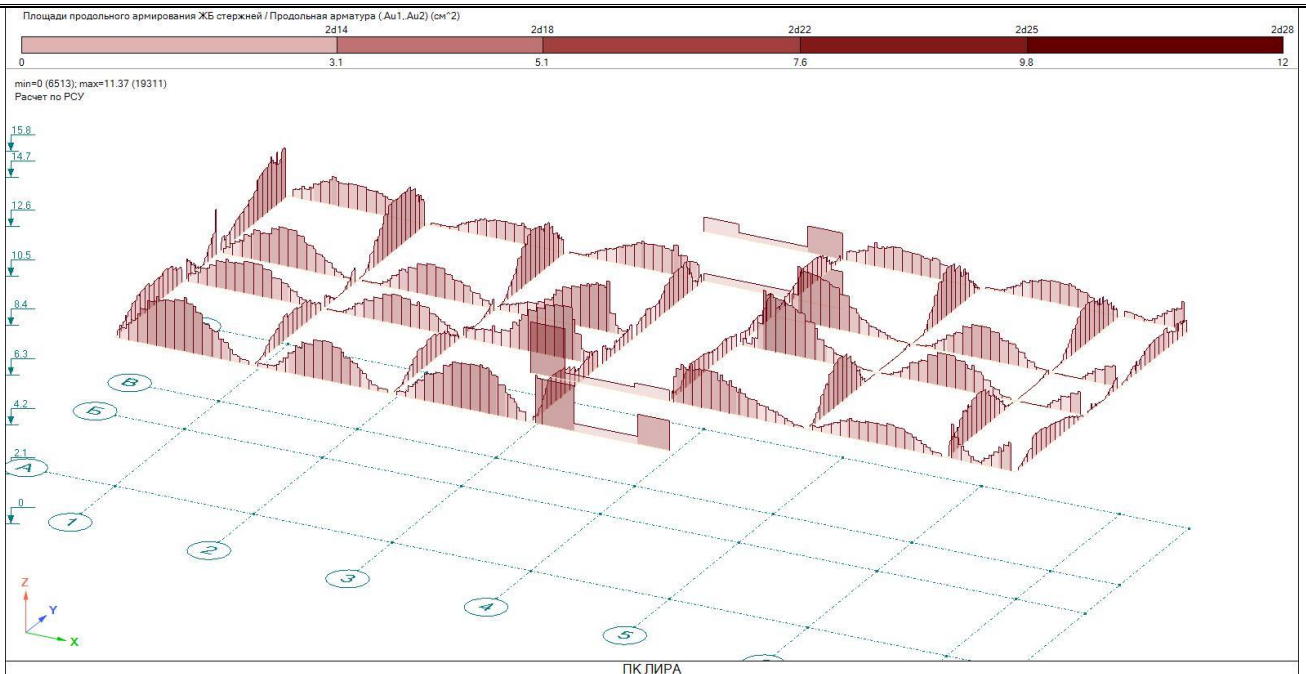 Площади продольного армирования ЖБ стержней / Продольная арматура (.Au1, Au2) (см^2)
2d14 2d18 2d22 2d25 2d28
0 3.1 5.1 7.6 9.8 12
min=0 (6513); max=11.37 (19311)
Расчет по РСУ
15.8
14.7
12.6
10.5
8.4
6.3
4.2
2.1
0
В
Б
А
1
2
3
4
5
Z
Y
X
ПК ЛИРА